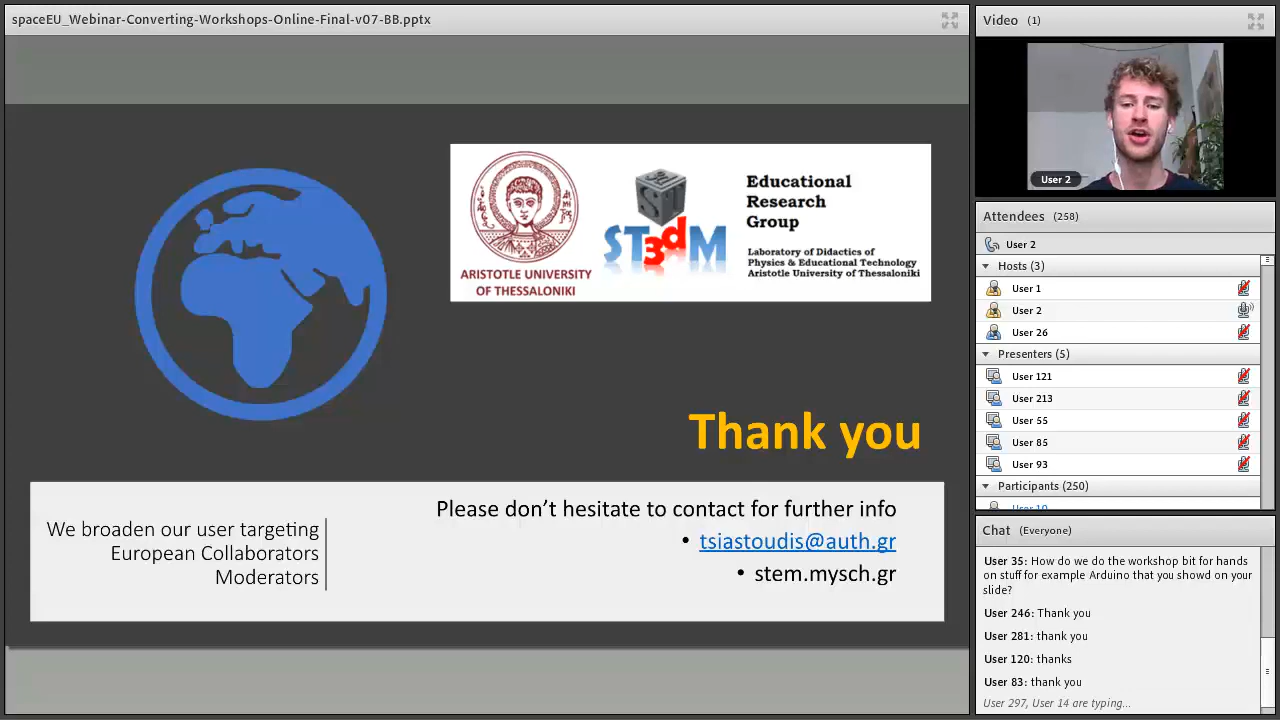 spaceEU_Webinar-Converting-Workshops-Online-Final-v07-BB.pptx
ARISTOTLE UNIVERSITY
OF THESSALONIKI
ST3dM
Educational
Research
Group
Laboratory of Didactics of
Physics & Educational Technology
Aristotle University of Thessaloniki
Thank you
We broaden our user targeting
European Collaborators
Moderators
Please don’t hesitate to contact for further info
• tsiastoudis@auth.gr
• stem.mysch.gr
Video (1)
User 2
Attendees (258)
User 2
Hosts (3)
User 1
User 2
User 26
Presenters (5)
User 121
User 213
User 55
User 85
User 93
Participants (250)
User 10
Chat (Everyone)
User 35: How do we do the workshop bit for hands
on stuff for example Arduino that you showd on your
slide?
User 246: Thank you
User 281: thank you
User 120: thanks
User 83: thank you
User 297, User 14 are typing...